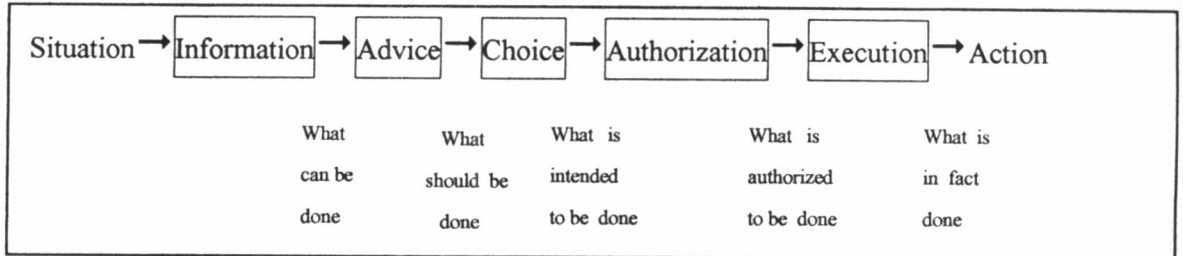 Situation → Information → Advice → Choice → Authorization → Execution → Action
What What What is What is What is
can be should be intended authorized in fact
done done to be done to be done done